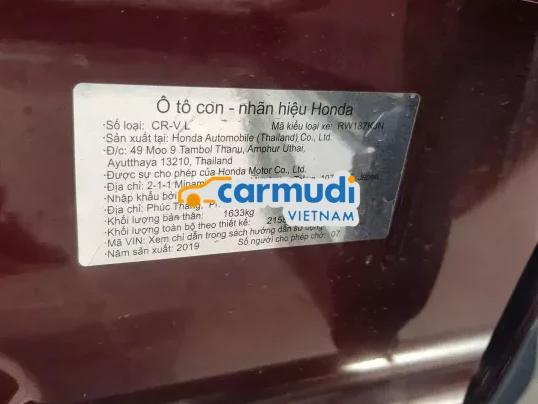 Ô tô con - nhãn hiệu Honda
Số loại: CR-V L Mã kiểu loại xe: RW187KJN
Sản xuất tại: Honda Automobile (Thailand) Co., Ltd.
Đ/c: 49 Moo 9 Tambol Thanu, Amphur Uthai,
Ayutthaya 13210, Thailand
Được sự cho phép của Honda Motor Co., Ltd.
Địa chỉ: 2-1-1 Minam
Nhập khẩu bởi
carmudi
VIETNAM
Địa chỉ: Phúc Thắng,
Khối lượng bản thân: 1633kg
Khối lượng toàn bộ theo thiết kế:
Mã VIN: Xem chỉ dẫn trong sách hướng dẫn sử dụng
Năm sản xuất: 2019 Số người cho phép chở: 07